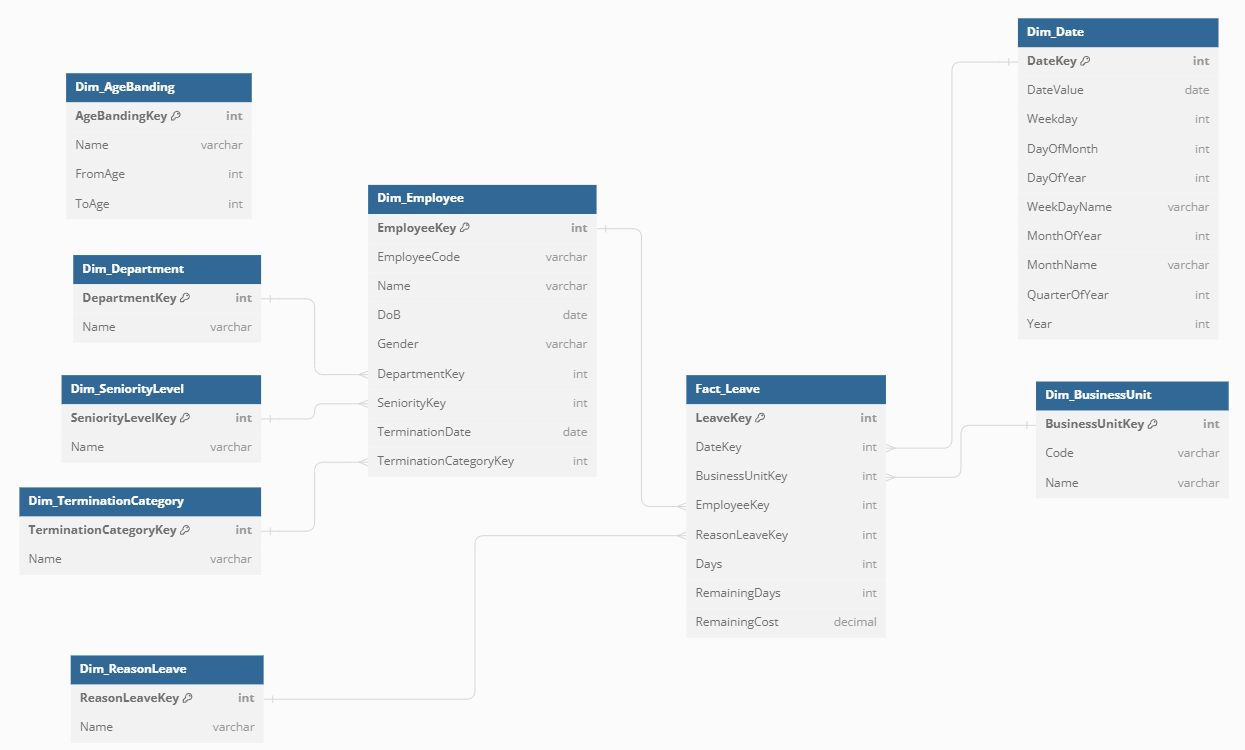 Dim_AgeBanding
AgeBandingKey int
Name varchar
FromAge int
ToAge int
Dim_Department
DepartmentKey int
Name varchar
Dim_SeniorityLevel
SeniorityLevelKey int
Name varchar
Dim_TerminationCategory
TerminationCategoryKey int
Name varchar
Dim_ReasonLeave
ReasonLeaveKey int
Name varchar
Dim_Employee
EmployeeKey int
EmployeeCode varchar
Name varchar
DoB date
Gender varchar
DepartmentKey int
SeniorityKey int
TerminationDate date
TerminationCategoryKey int
Fact_Leave
LeaveKey int
DateKey int
BusinessUnitKey int
EmployeeKey int
ReasonLeaveKey int
Days int
RemainingDays int
RemainingCost decimal
Dim_Date
DateKey int
DateValue date
Weekday int
DayOfMonth int
DayOfYear int
WeekDayName varchar
MonthOfYear int
MonthName varchar
QuarterOfYear int
Year int
Dim_BusinessUnit
BusinessUnitKey int
Code varchar
Name varchar